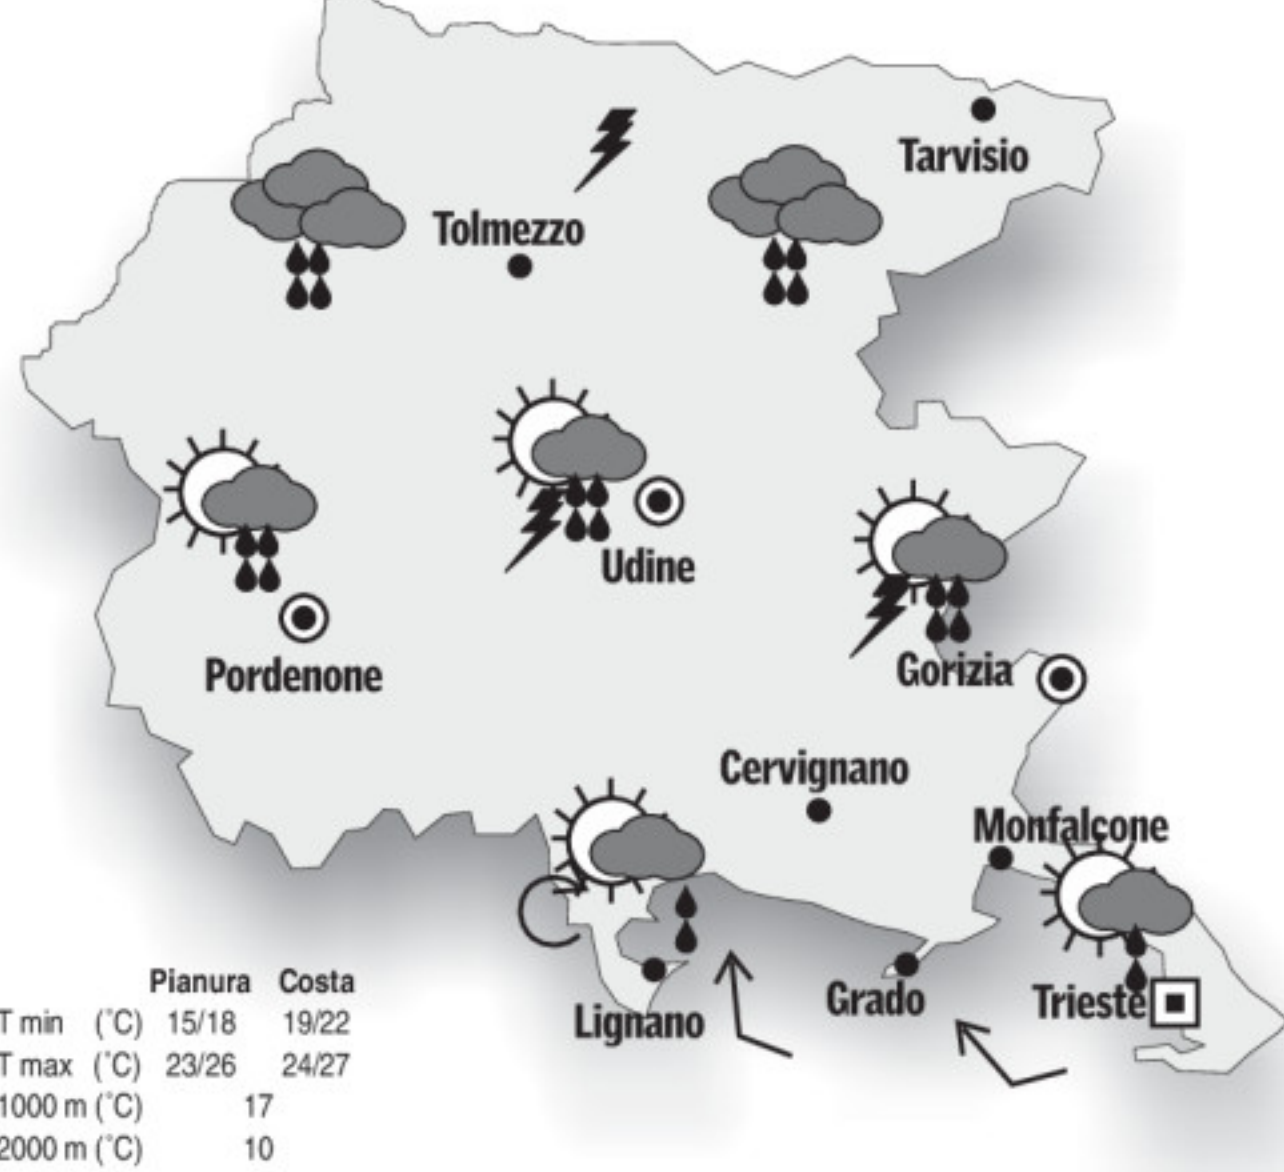 Tarvisio
Tolmezzo
Udine
Pordenone
Gorizia
Cervignano
Monfalcone
Lignano
Grado
Trieste
Pianura Costa
T min (°C) 15/18 19/22
T max (°C) 23/26 24/27
1000 m (°C) 17
2000 m (°C) 10